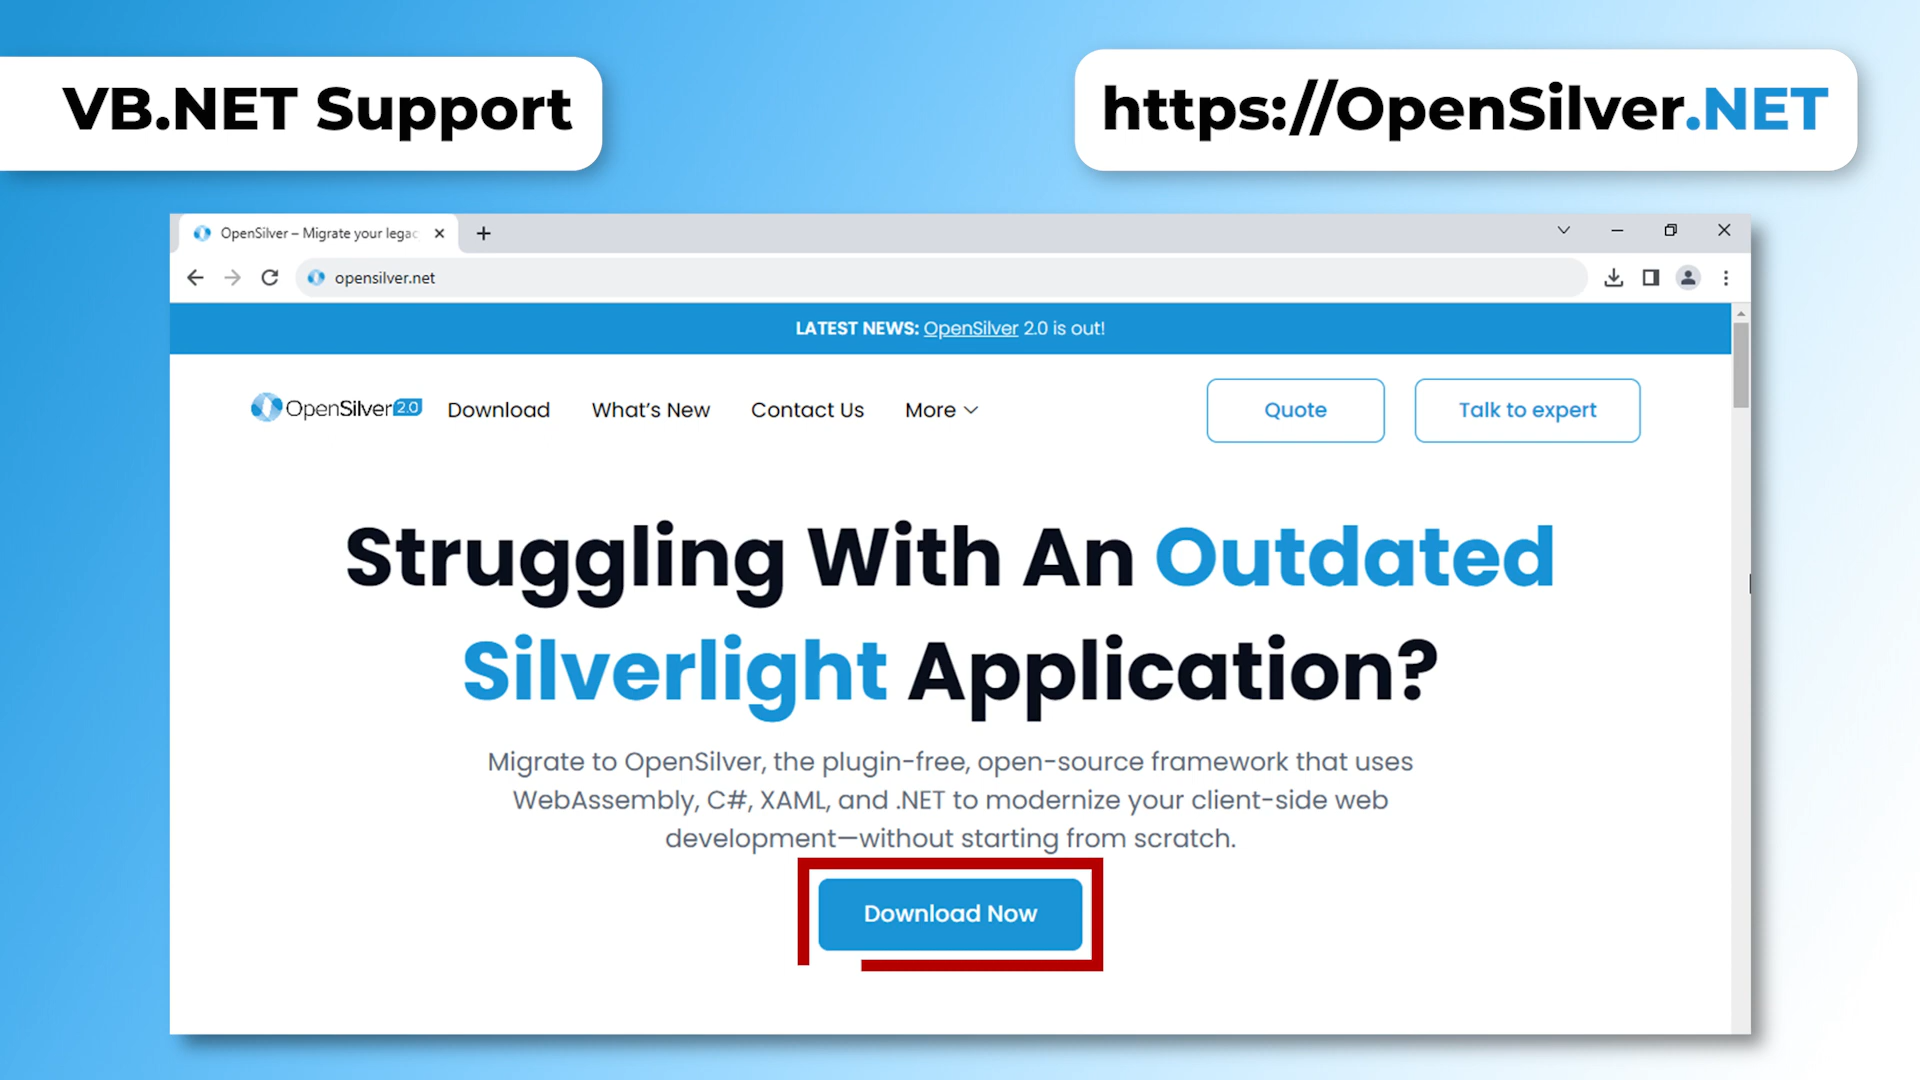 VB.NET Support
https://OpenSilver.NET
OpenSilver – Migrate your legac
opensilver.net
LATEST NEWS: OpenSilver 2.0 is out!
OpenSilver 2.0
Download
What's New
Contact Us
More
Quote
Talk to expert
Struggling With An Outdated
Silverlight Application?
Migrate to OpenSilver, the plugin-free, open-source framework that uses
WebAssembly, C#, XAML, and .NET to modernize your client-side web
development—without starting from scratch.
Download Now